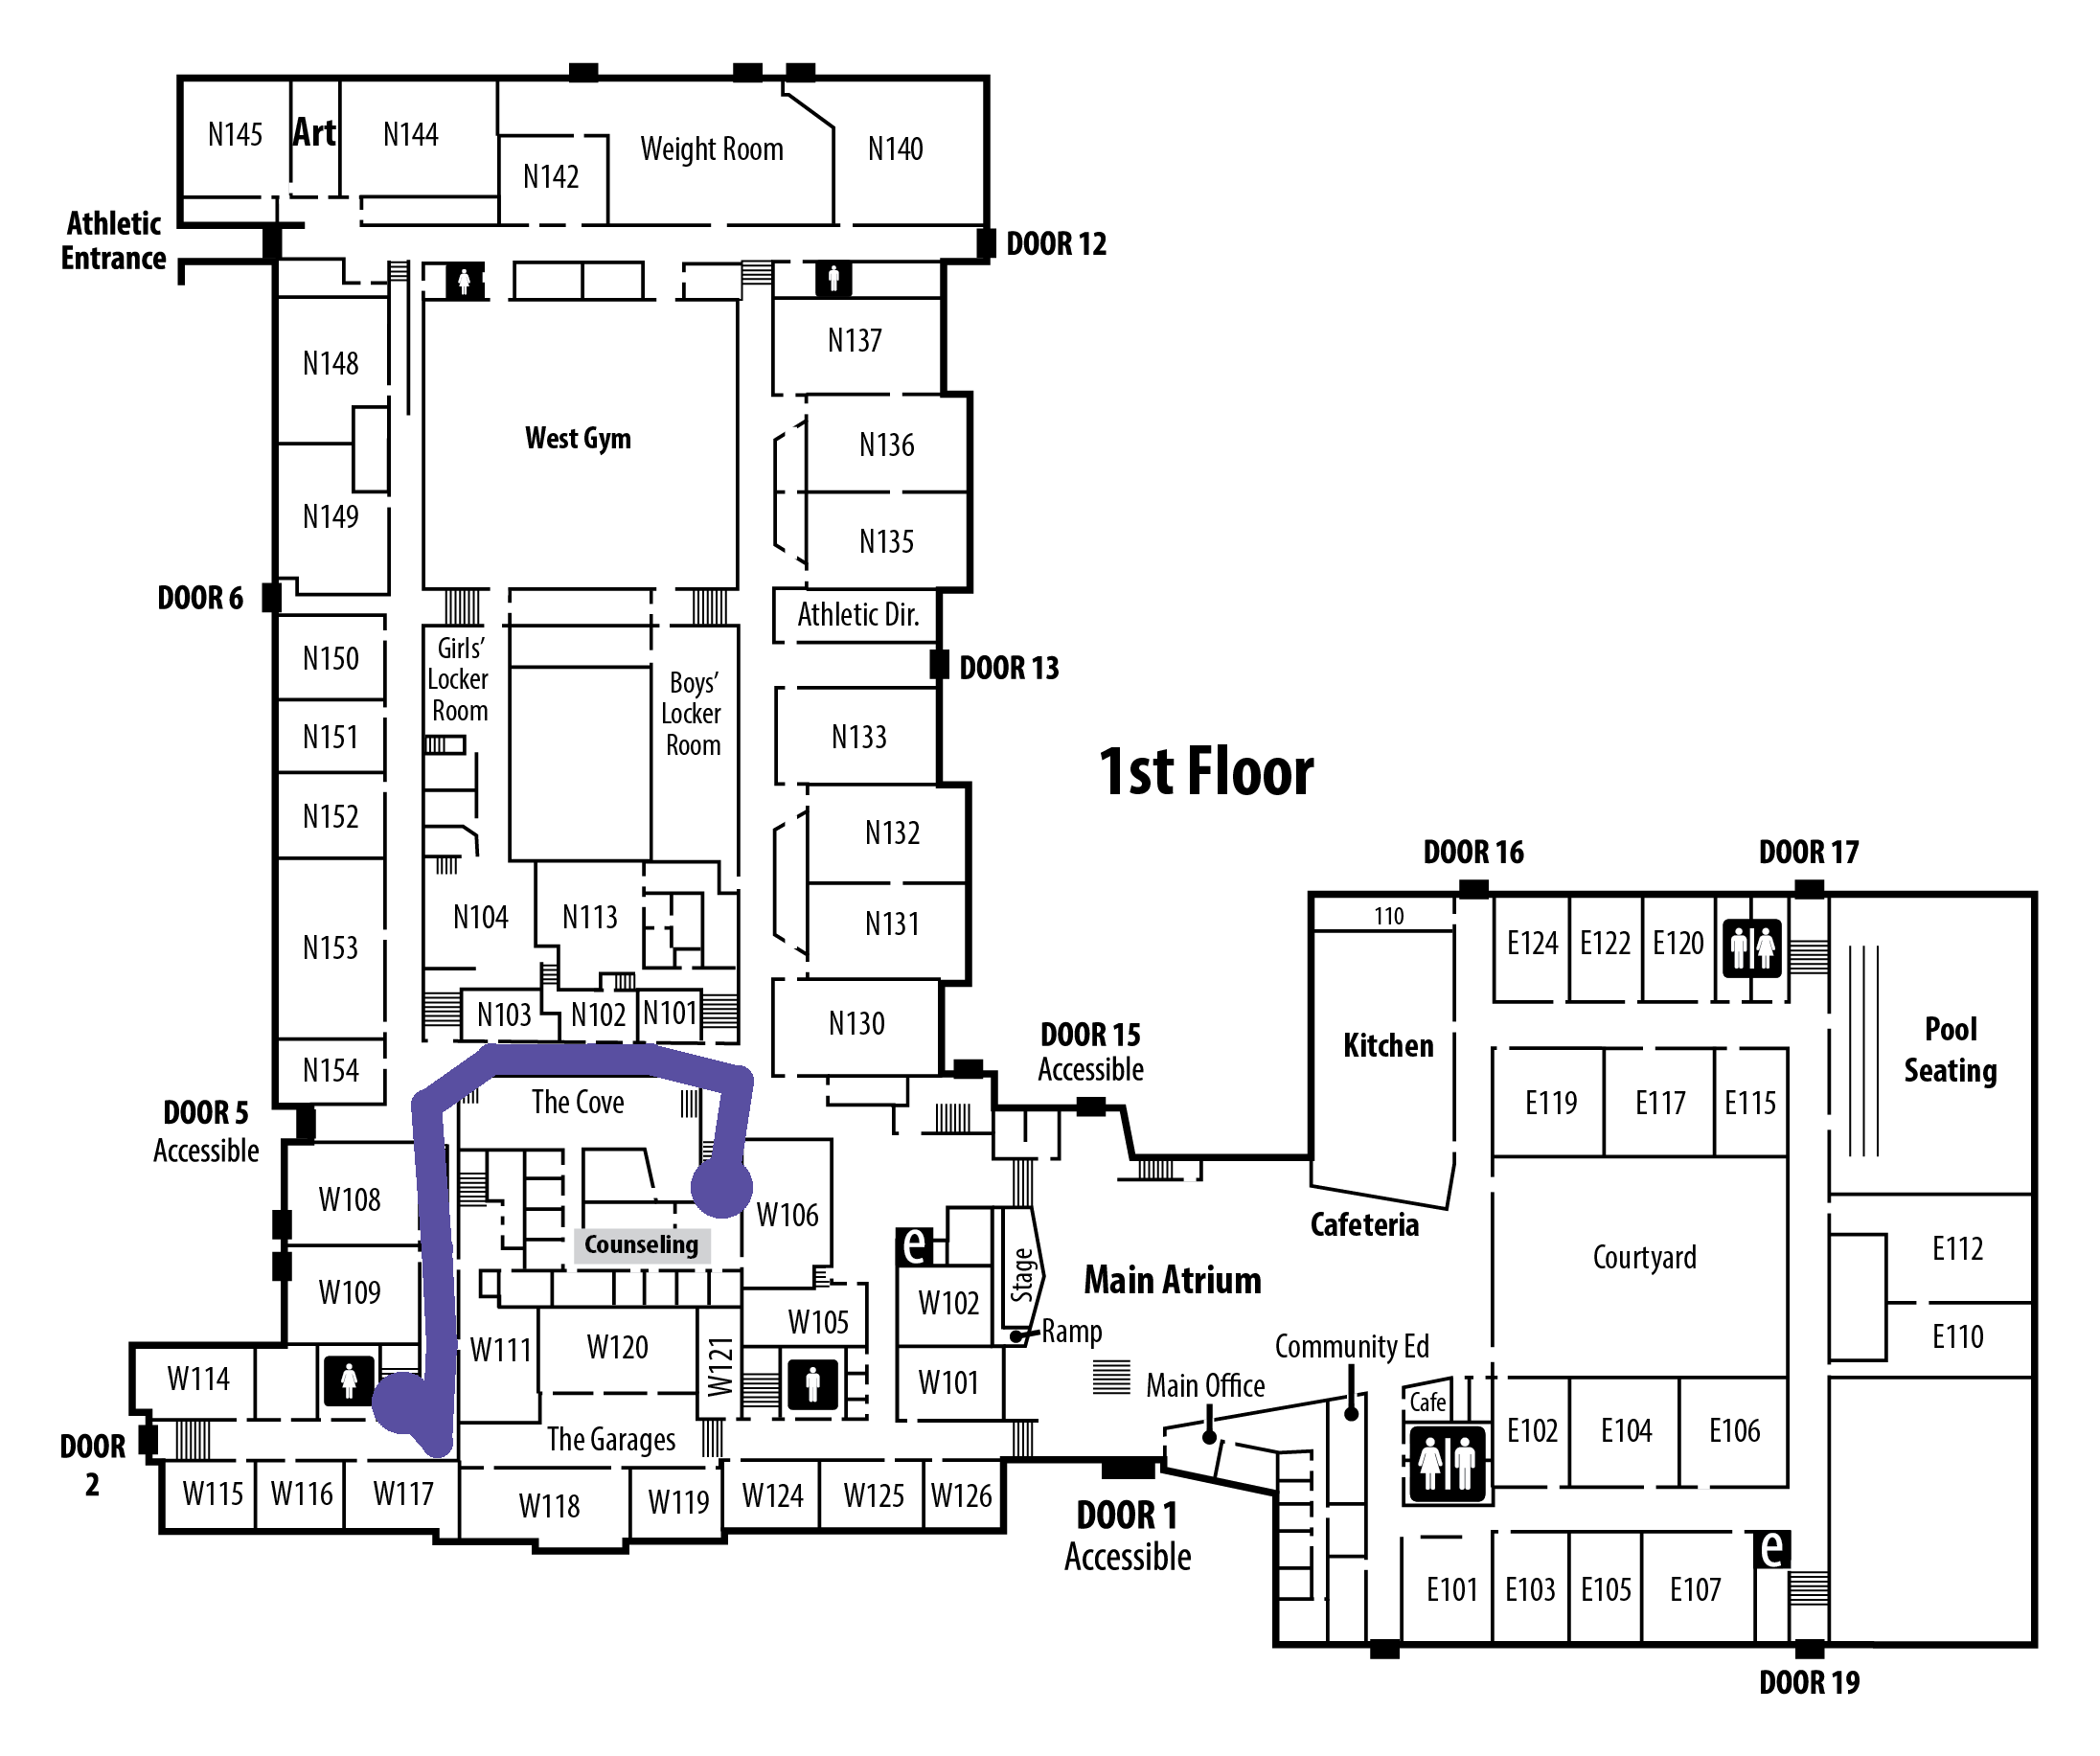 N145
Art
N144
N142
Weight Room
N140
Athletic
Entrance
DOOR 12
N148
N137
West Gym
N136
N149
N135
DOOR 6
Athletic Dir.
N150
Girls’
Locker
Room
Boys’
Locker
Room
DOOR 13
N151
N133
1st Floor
N152
N132
DOOR 16
DOOR 17
N153
N104
N113
N131
110
E124
E122
E120
N103
N102
N101
N130
DOOR 15
Accessible
Kitchen
Pool
Seating
N154
The Cove
DOOR 5
Accessible
E119
E117
E115
W108
W106
Counseling
e
Cafeteria
Courtyard
E112
W109
W102
Stage
Main Atrium
W105
Ramp
E110
W111
W120
W121
Community Ed
W114
W101
Main Office
Cafe
DOOR
2
The Garages
E102
E104
E106
W115
W116
W117
W118
W119
W124
W125
W126
DOOR 1
Accessible
e
E101
E103
E105
E107
DOOR 19